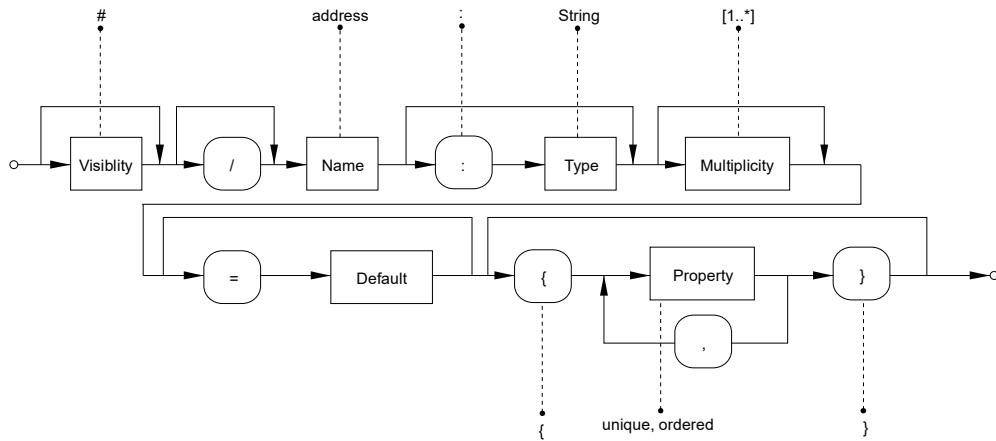 # address : String [1..*]
Visiblity / Name : Type Multiplicity
= Default { Property }
,
{ unique, ordered }